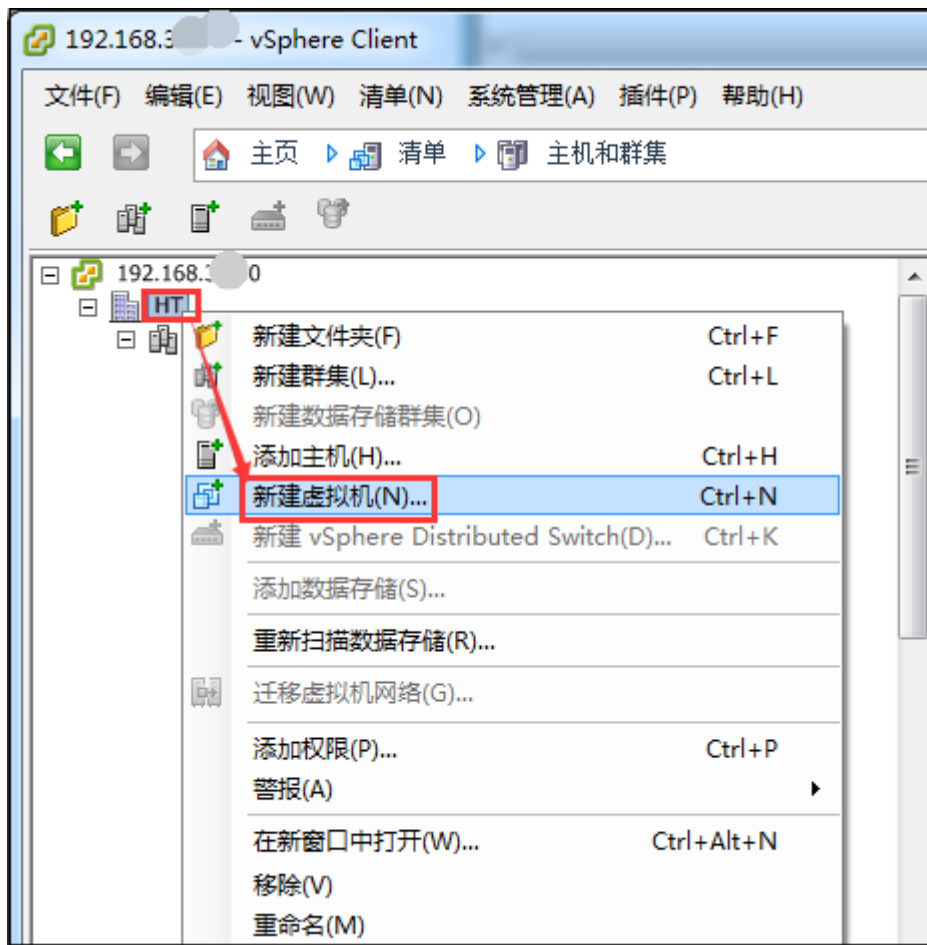 192.168.3 - vSphere Client
文件(F) 编辑(E) 视图(W) 清单(N) 系统管理(A) 插件(P) 帮助(H)
主页 清单 主机和群集
192.168. 0
HT
新建文件夹(F) Ctrl+F
新建群集(L)... Ctrl+L
新建数据存储群集(O)
添加主机(H)... Ctrl+H
新建虚拟机(N)... Ctrl+N
新建 vSphere Distributed Switch(D)... Ctrl+K
添加数据存储(S)...
重新扫描数据存储(R)...
迁移虚拟机网络(G)...
添加权限(P)... Ctrl+P
警报(A)
在新窗口中打开(W)... Ctrl+Alt+N
移除(V)
重命名(M)